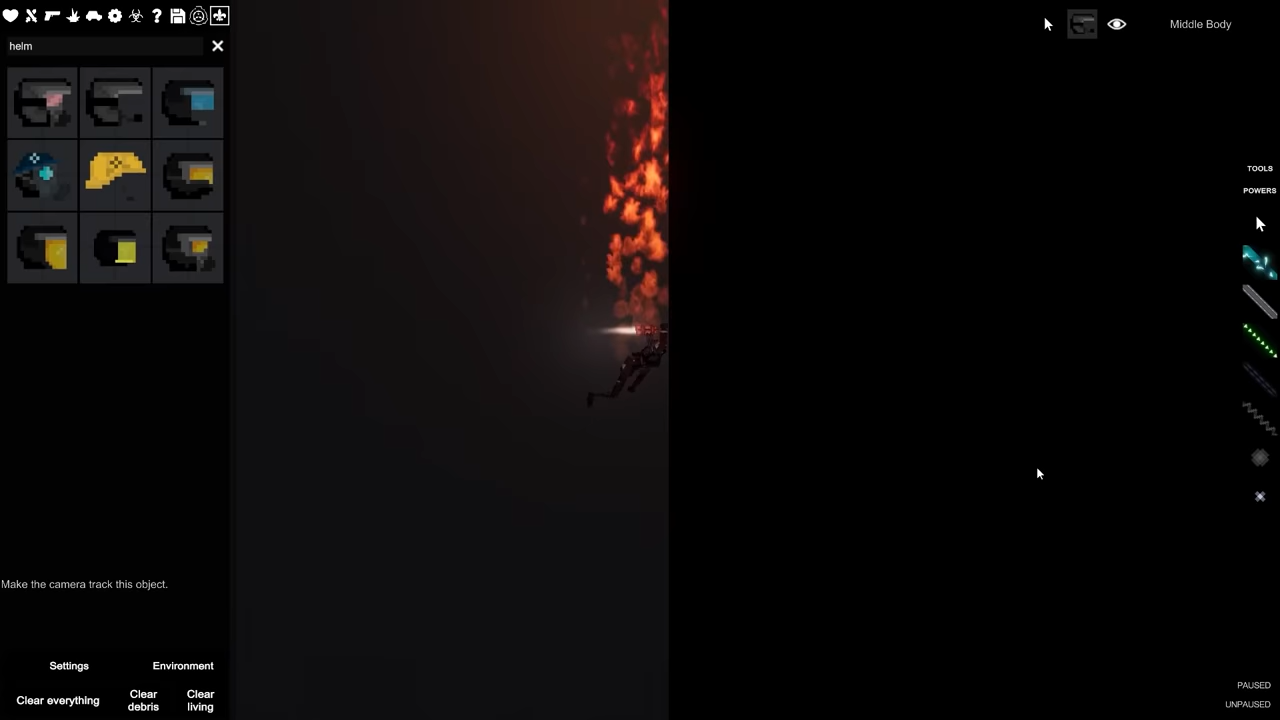 helm
Middle Body
TOOLS
POWERS
Make the camera track this object.
Settings
Environment
Clear everything
Clear
debris
Clear
living
PAUSED
UNPAUSED